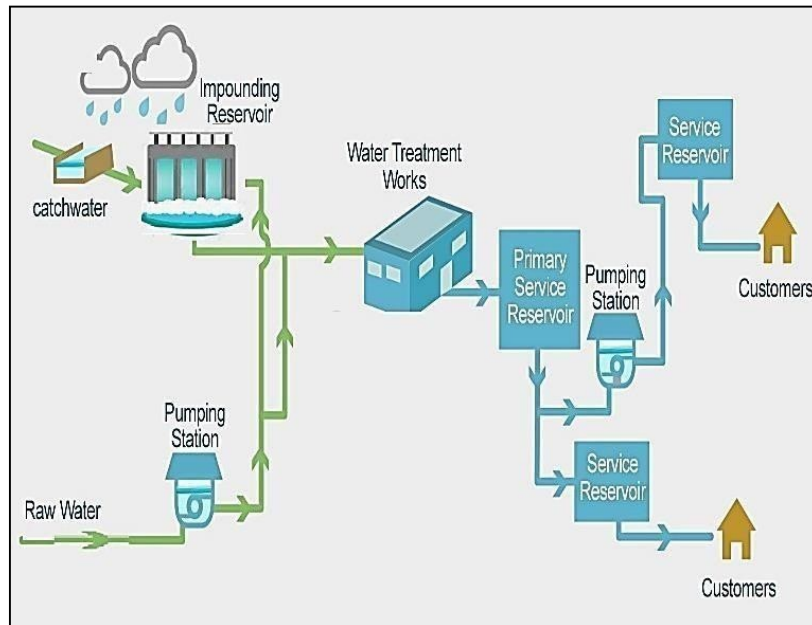 Impounding
Reservoir
catchwater
Water Treatment
Works
Service
Reservoir
Customers
Primary
Service
Reservoir
Pumping
Station
Pumping
Station
Service
Reservoir
Raw Water
Customers